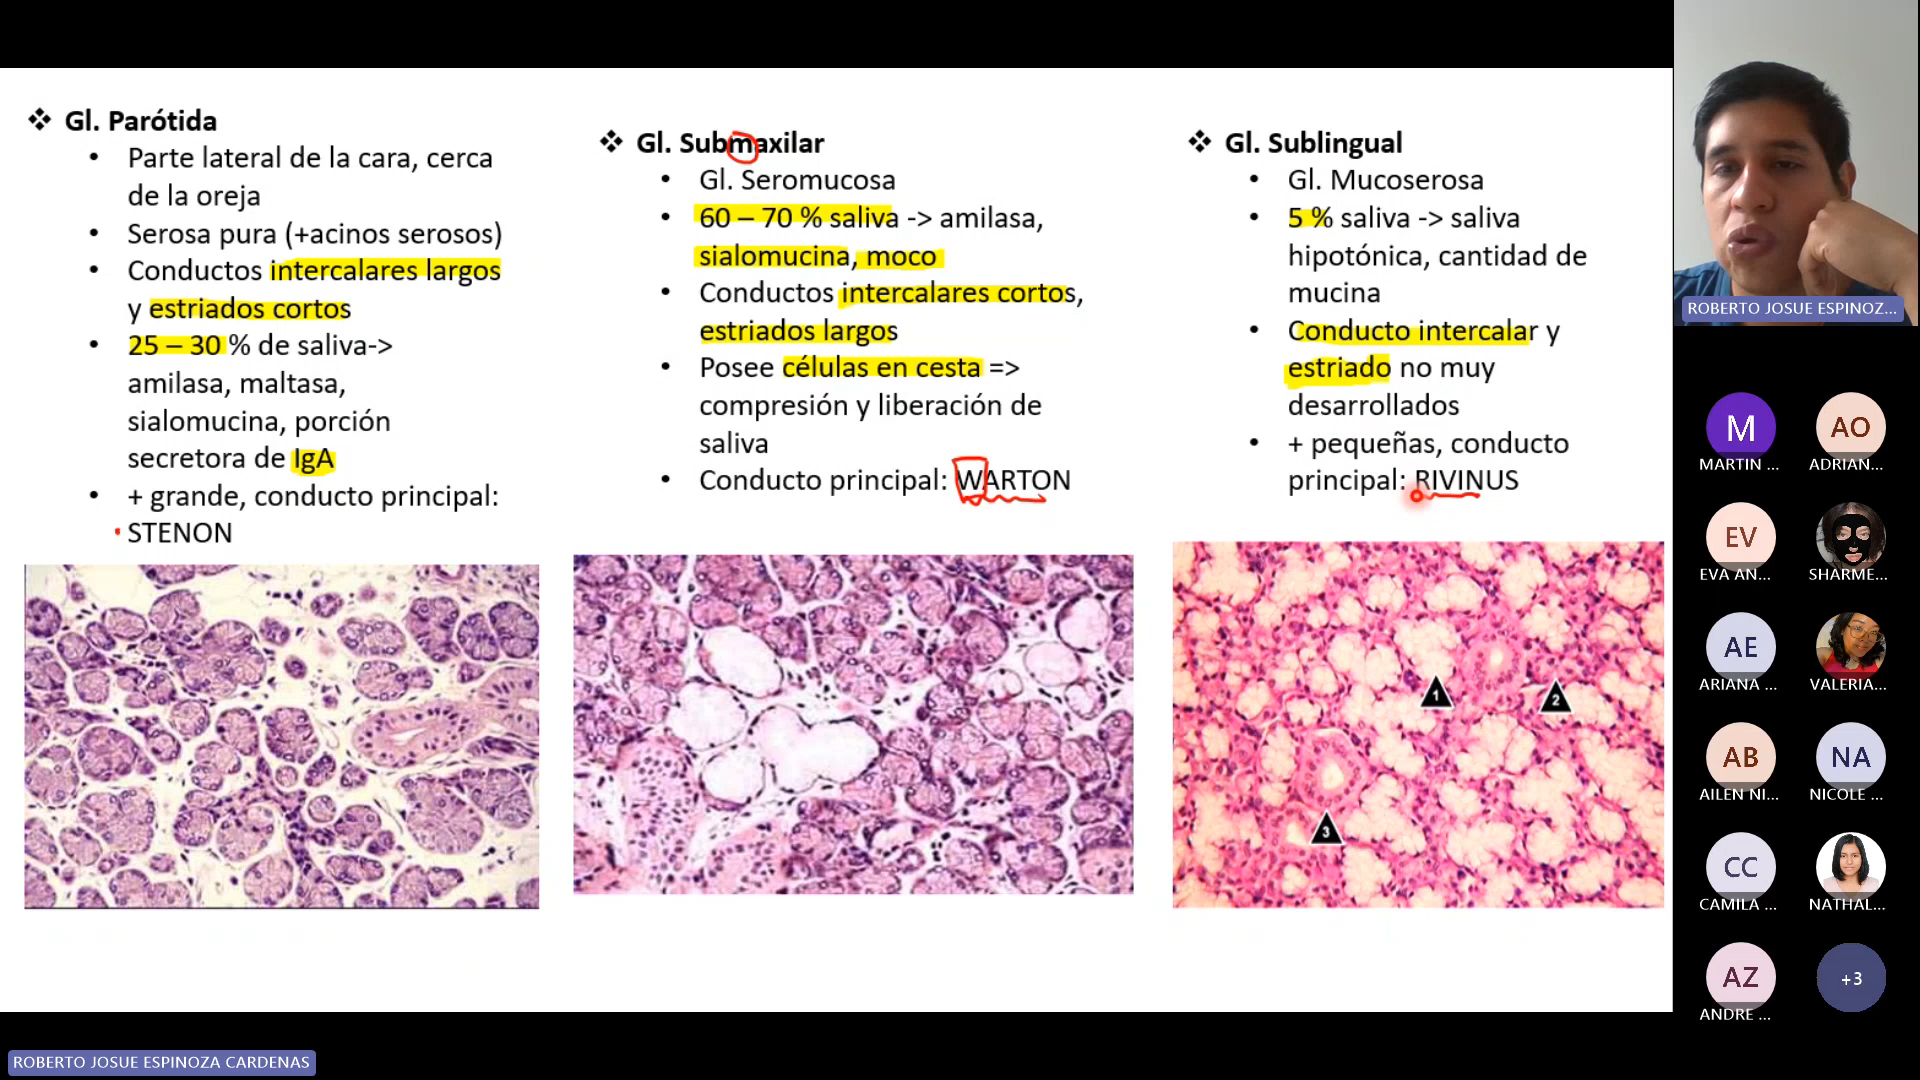 ❖ Gl. Parótida
• Parte lateral de la cara, cerca
de la oreja
• Serosa pura (+acinos serosos)
• Conductos intercalares largos
y estriados cortos
• 25 – 30 % de saliva->
amilasa, maltasa,
sialomucina, porción
secretora de IgA
• + grande, conducto principal:
STENON
❖ Gl. Submaxilar
• Gl. Seromucosa
• 60 – 70 % saliva -> amilasa,
sialomucina, moco
• Conductos intercalares cortos,
estriados largos
• Posee células en cesta =>
compresión y liberación de
saliva
• Conducto principal: WARTON
❖ Gl. Sublingual
• Gl. Mucoserosa
• 5 % saliva -> saliva
hipotónica, cantidad de
mucina
• Conducto intercalar y
estriado no muy
desarrollados
• + pequeñas, conducto
principal: RIVINUS
1
2
3
ROBERTO JOSUE ESPINOZ...
M
MARTIN ...
AO
ADRIAN...
EV
EVA AN...
SHARME...
AE
ARIANA ...
VALERIA...
AB
AILEN NI...
NA
NICOLE ...
CC
CAMILA ...
NATHAL...
AZ
ANDRE ...
+3
ROBERTO JOSUE ESPINOZA CARDENAS